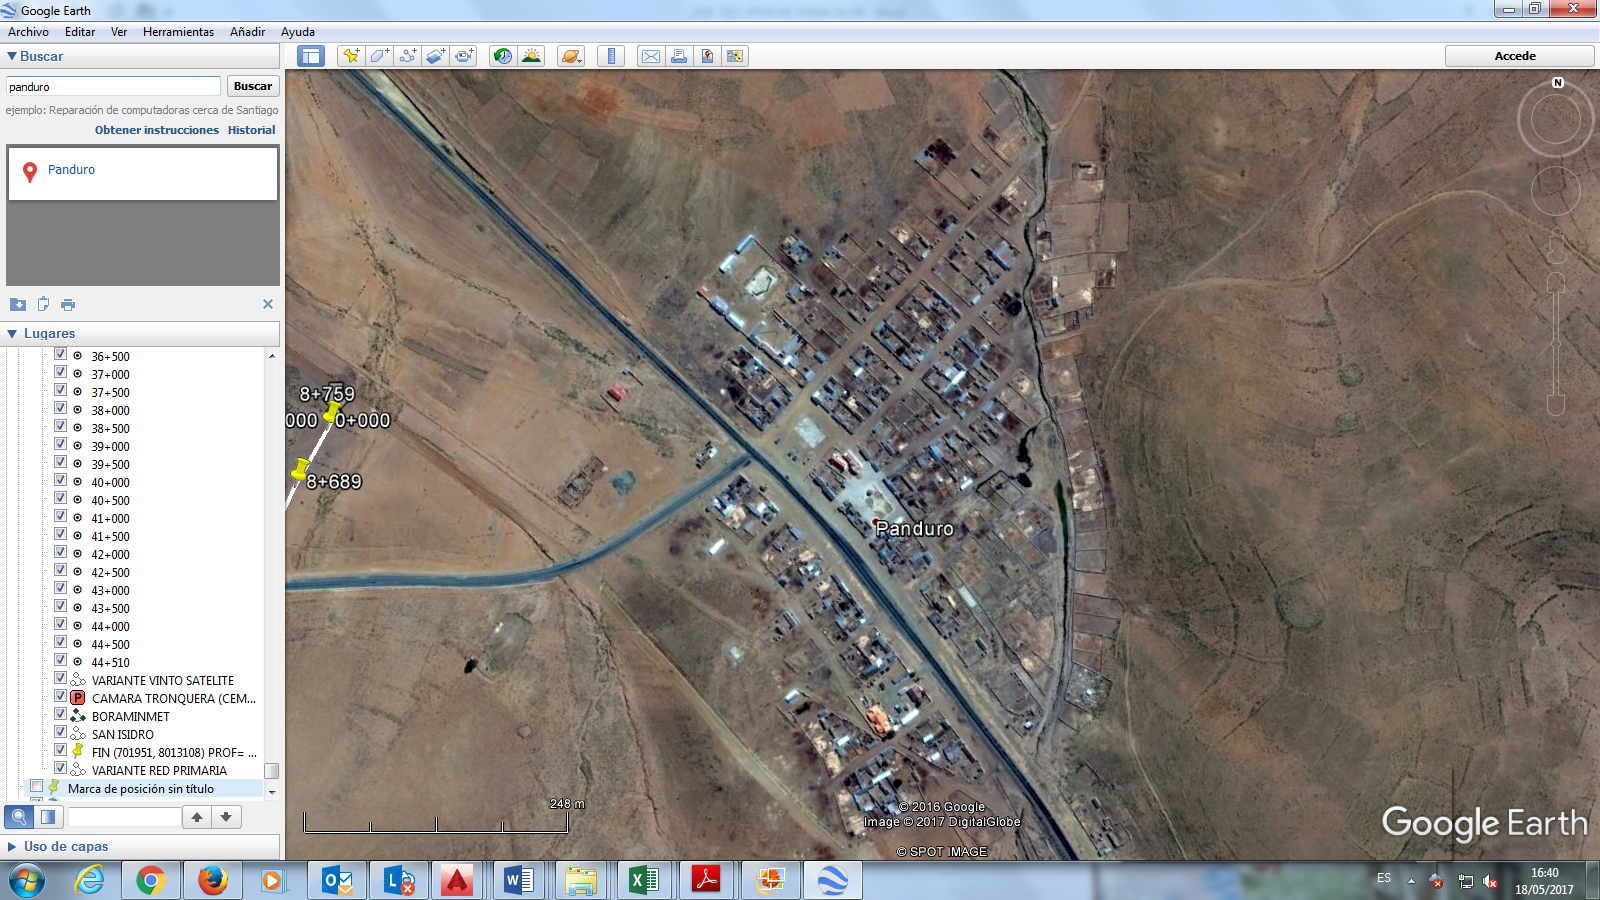 Google Earth
Archivo Editar Ver Herramientas Añadir Ayuda
Buscar
panduro Buscar
ejemplo: Reparación de computadoras cerca de Santiago
Obtener instrucciones Historial
Panduro
Lugares
36+500
37+000
37+500
38+000
38+500
39+000
39+500
40+000
40+500
41+000
41+500
42+000
42+500
43+000
43+500
44+000
44+500
44+510
VARIANTE VINTO SATELITE
P CAMARA TRONQUERA (CEM...
BORAMINMET
SAN ISIDRO
FIN (701951, 8013108) PROF= ...
VARIANTE RED PRIMARIA
Marca de posición sin título
Uso de capas
Accede
N
8+759
000 0+000
8+689
Panduro
248 m
© 2016 Google
Image © 2017 DigitalGlobe
© SPOT IMAGE
Google Earth
ES
16:40
18/05/2017